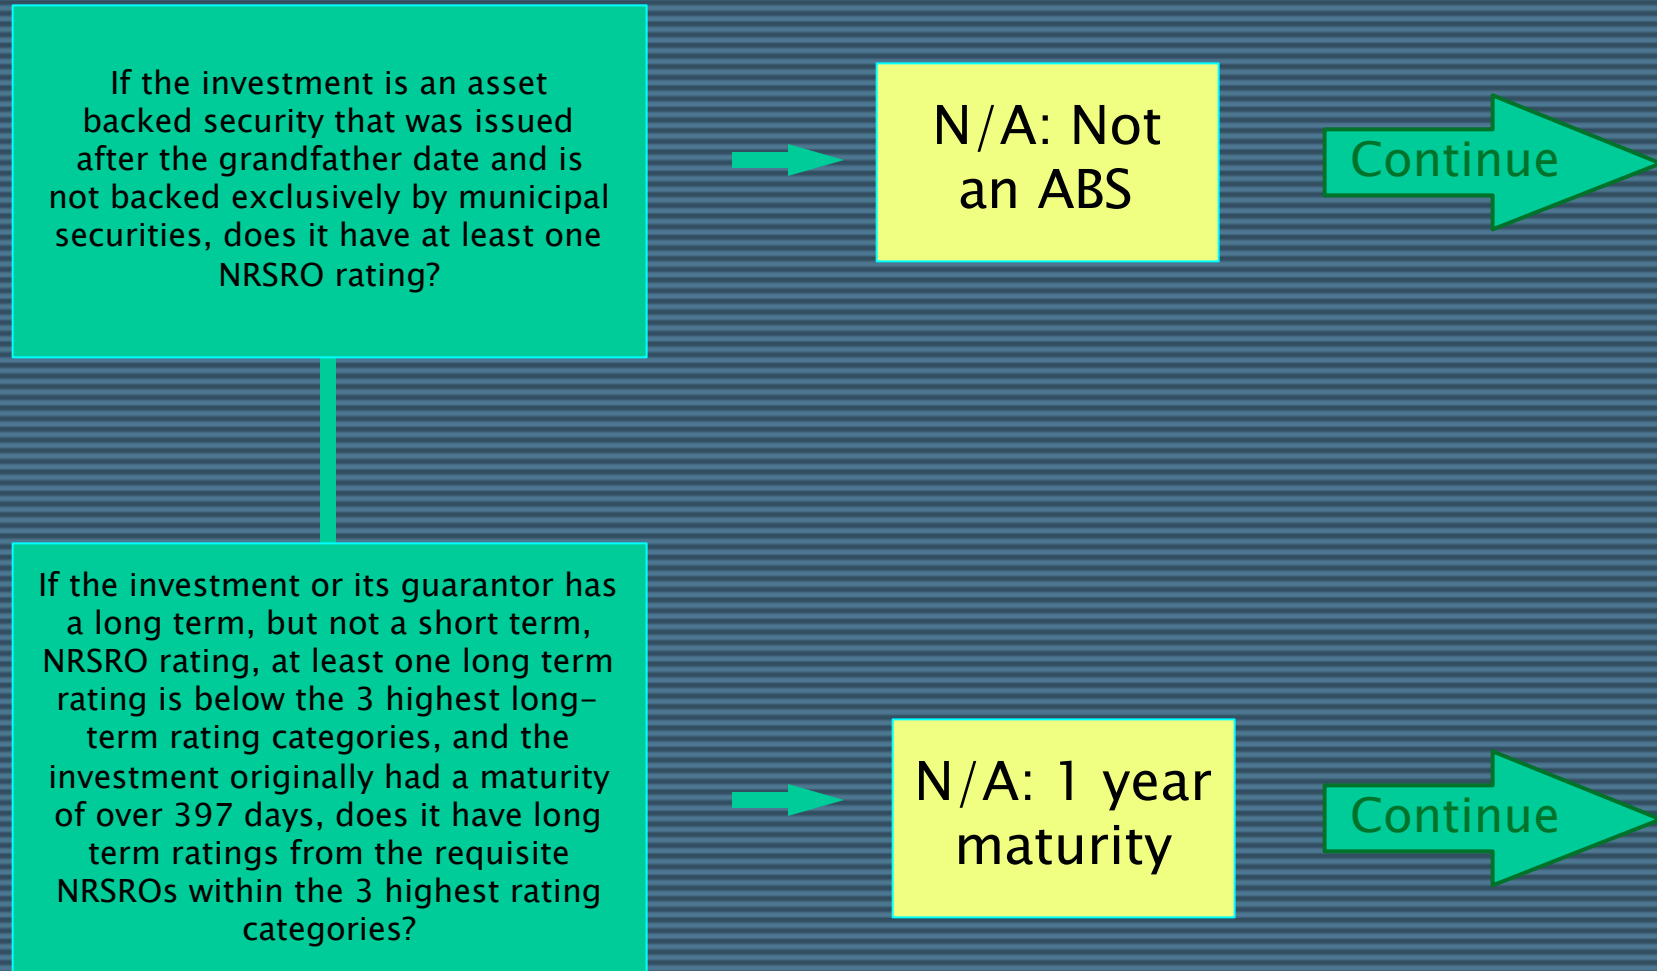 If the investment is an asset
backed security that was issued
after the grandfather date and is
not backed exclusively by municipal
securities, does it have at least one
NRSRO rating?
N/A: Not
an ABS
Continue
If the investment or its guarantor has
a long term, but not a short term,
NRSRO rating, at least one long term
rating is below the 3 highest long-
term rating categories, and the
investment originally had a maturity
of over 397 days, does it have long
term ratings from the requisite
NRSROs within the 3 highest rating
categories?
N/A: 1 year
maturity
Continue